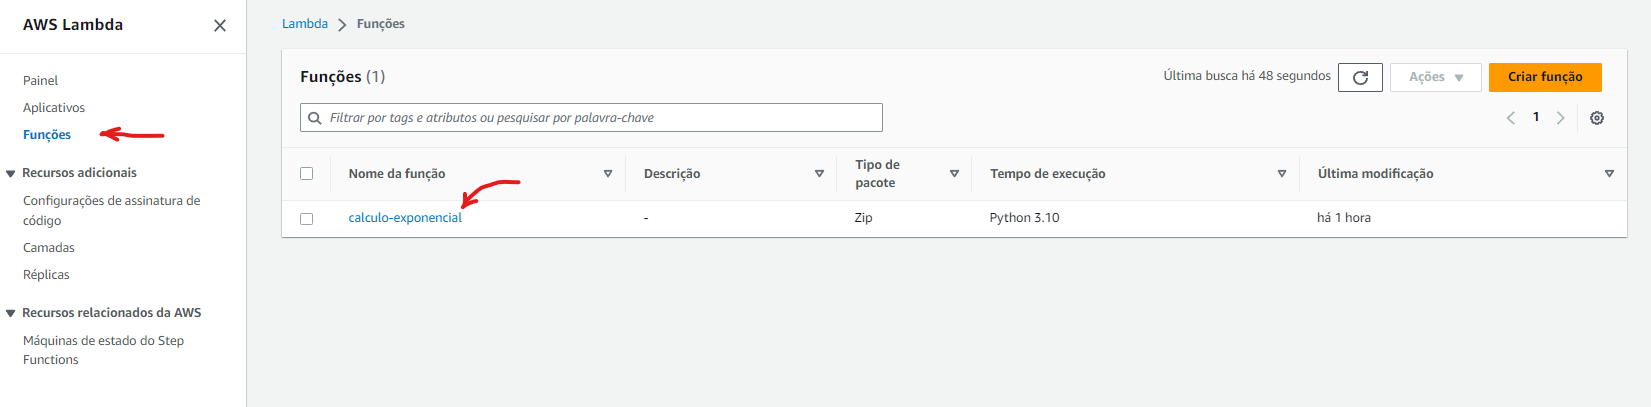 AWS Lambda
Painel
Aplicativos
Funções
Recursos adicionais
Configurações de assinatura de
código
Camadas
Réplicas
Recursos relacionados da AWS
Máquinas de estado do Step
Functions
Lambda > Funções
Funções (1)
Última busca há 48 segundos
Ações
Criar função
Filtrar por tags e atributos ou pesquisar por palavra-chave
1
Nome da função
Descrição
Tipo de
pacote
Tempo de execução
Última modificação
calculo-exponencial
-
Zip
Python 3.10
há 1 hora